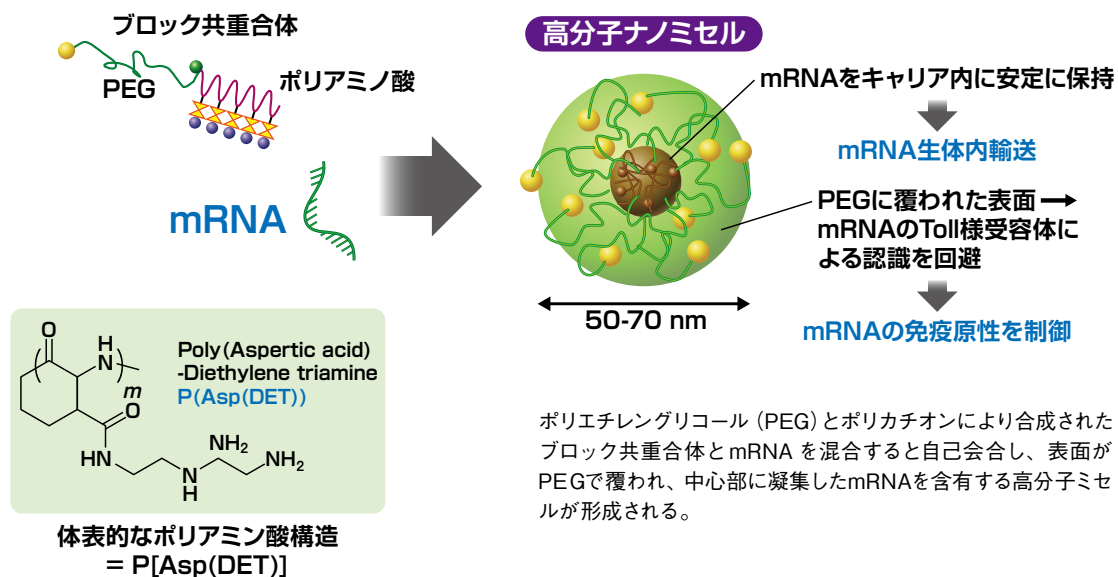 ブロック共重合体
PEG
ポリアミノ酸
mRNA
高分子ナノミセル
mRNAをキャリア内に安定に保持
mRNA生体内輸送
PEGに覆われた表面→
mRNAのToll様受容体に
よる認識を回避
mRNAの免疫原性を制御
50-70 nm
O
H
N
m
O
Poly(Aspertic acid)
-Diethylene triamine
P(Asp(DET))
HN
N
H
NH₂
NH₂
体表的なポリアミン酸構造
= P[Asp(DET)]
ポリエチレングリコール（PEG）とポリカチオンにより合成された
ブロック共重合体とmRNA を混合すると自己会合し、表面が
PEGで覆われ、中心部に凝集したmRNAを含有する高分子ミセ
ルが形成される。